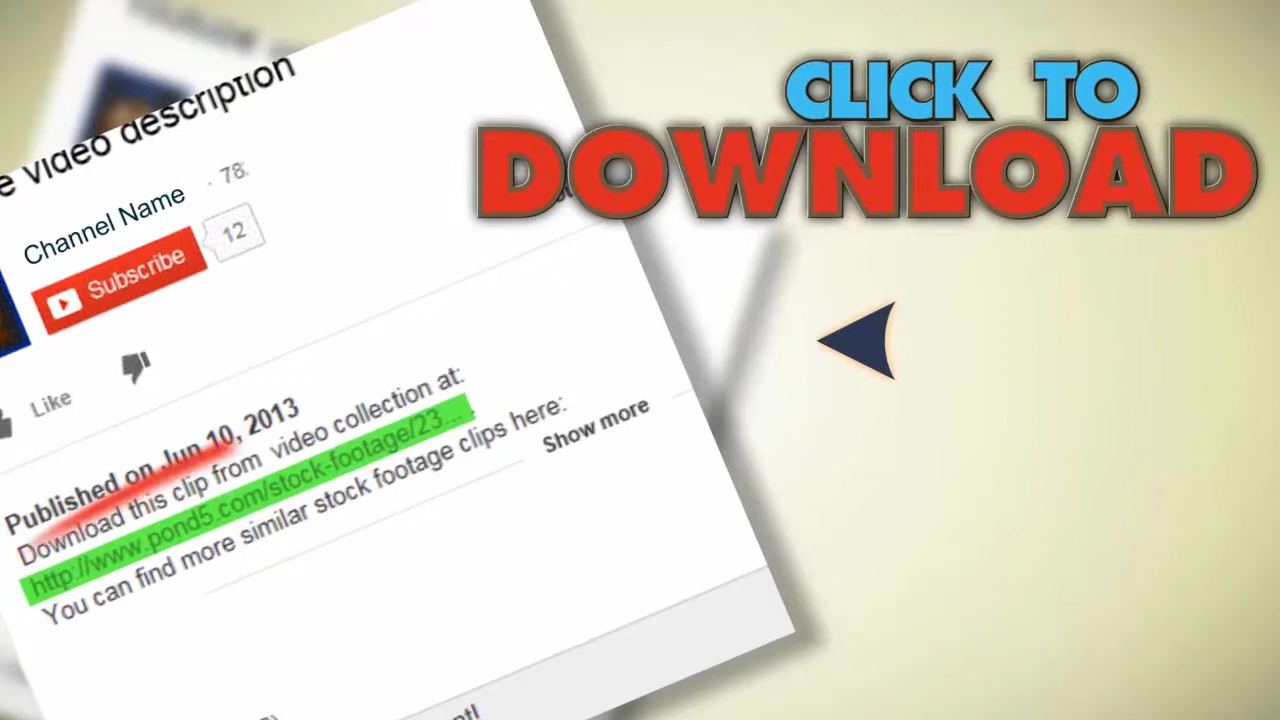 e video description
Channel Name · 78
Subscribe 12
Like
Published on Jun 10, 2013
Download this clip from video collection at:
http://www.pond5.com/stock-footage/23...
You can find more similar stock footage clips here:
Show more
CLICK TO
DOWNLOAD